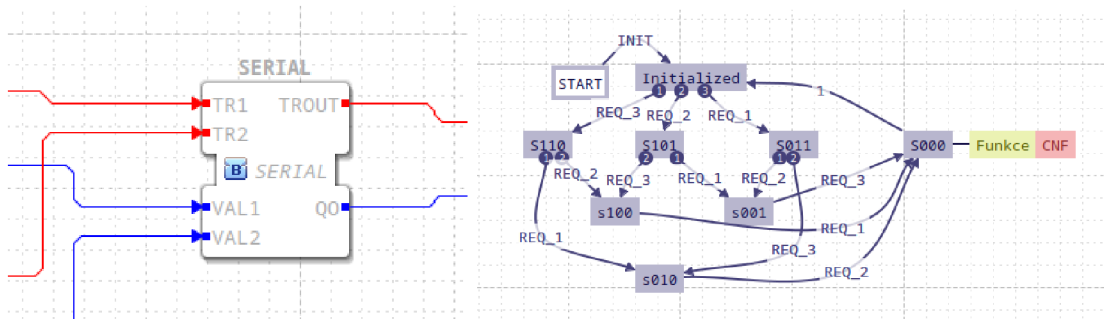 SERIAL
TR1 TROUT
TR2
B SERIAL
VAL1 QO
VAL2
INIT
START
Initialized
1 2 3
REQ_3 REQ_2 REQ_1
1
S110 S101 S011 S000 Funkce CNF
1 2 2 1 1 2
REQ_2 REQ_3 REQ_1 REQ_2 REQ_3
s100 s001
REQ_1 REQ_1
REQ_3
s010 REQ_2